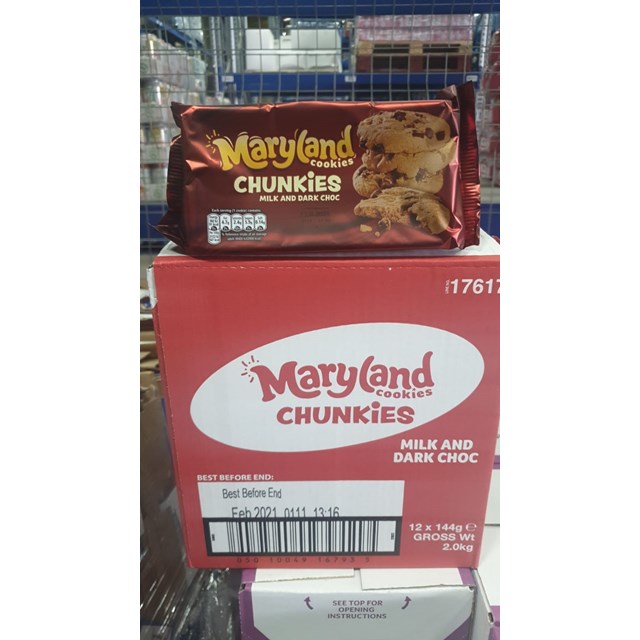 Maryland
cookies
CHUNKiES
MILK AND DARK CHOC
17617
Maryland
cookies
CHUNKiES
MILK AND
DARK CHOC
BEST BEFORE END:
Best Before End
Feb 2021 0111 13:16
12 x 144g e
GROSS Wt
2.0kg
SEE TOP FOR
OPENING
INSTRUCTIONS